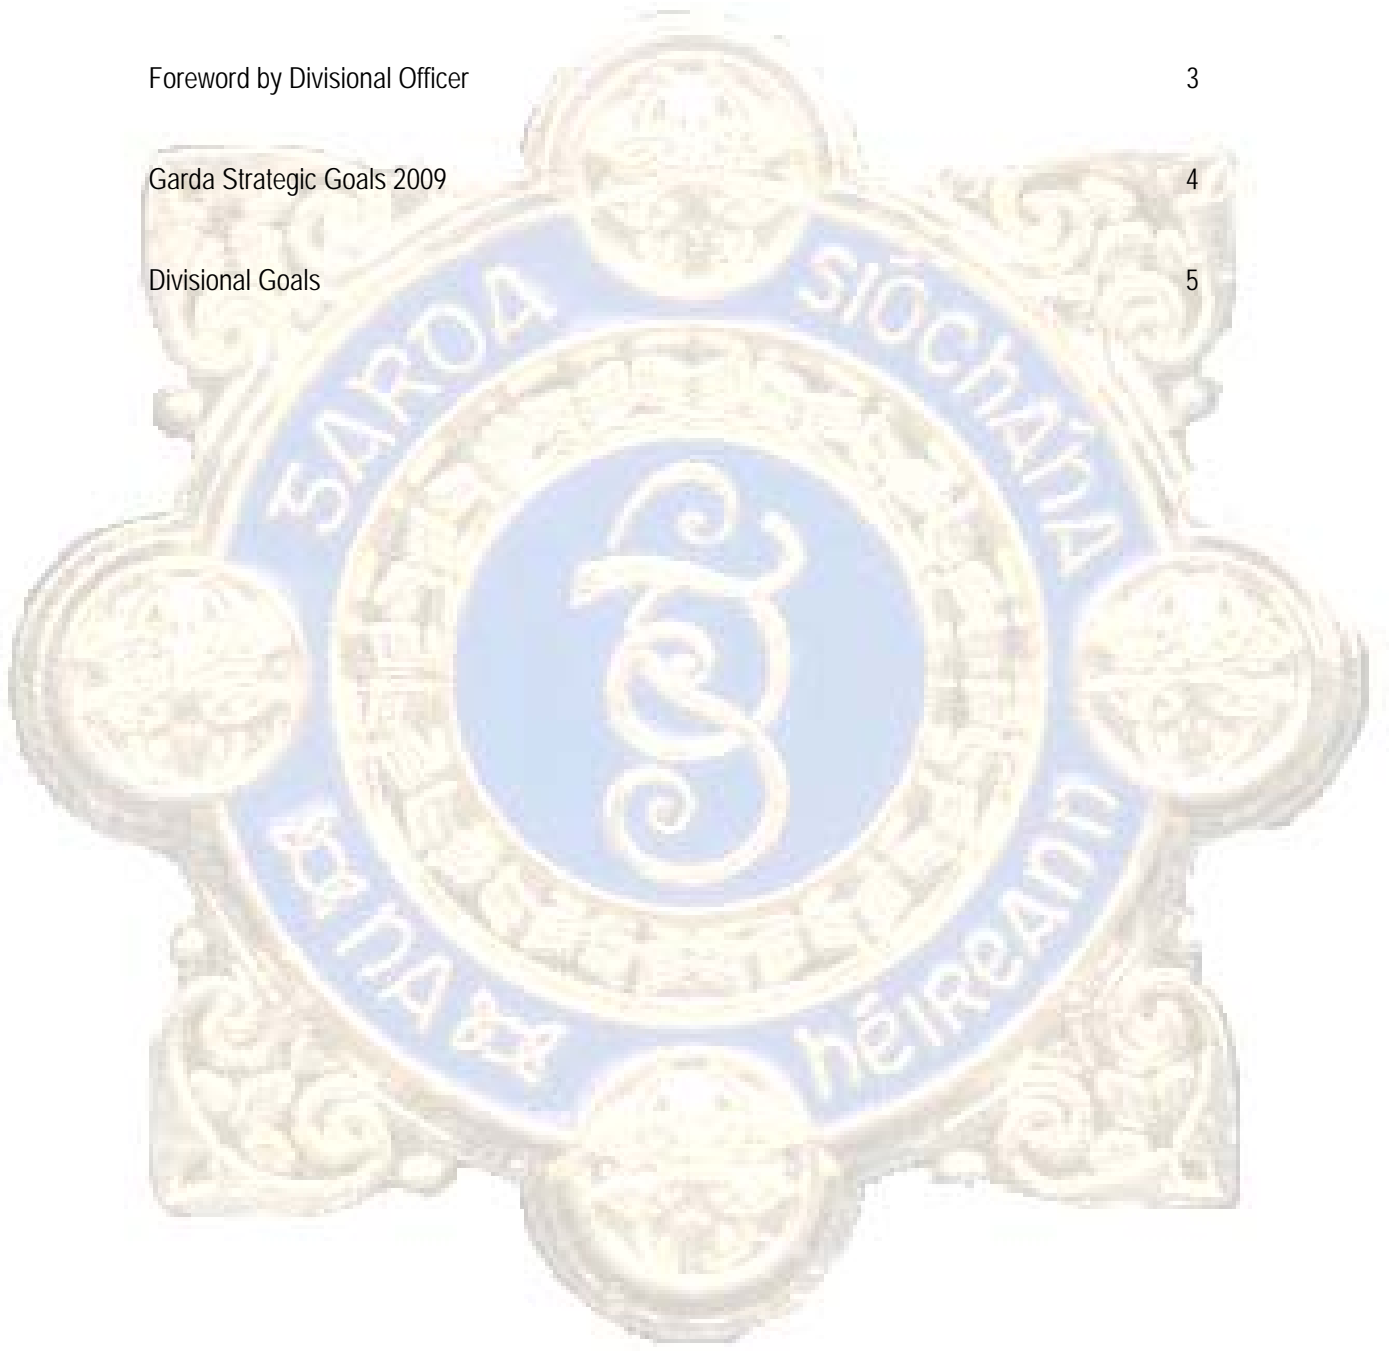 Foreword by Divisional Officer 3
Garda Strategic Goals 2009 4
Divisional Goals 5
GARDA SÍOCHÁNA
NA hÉIREANN